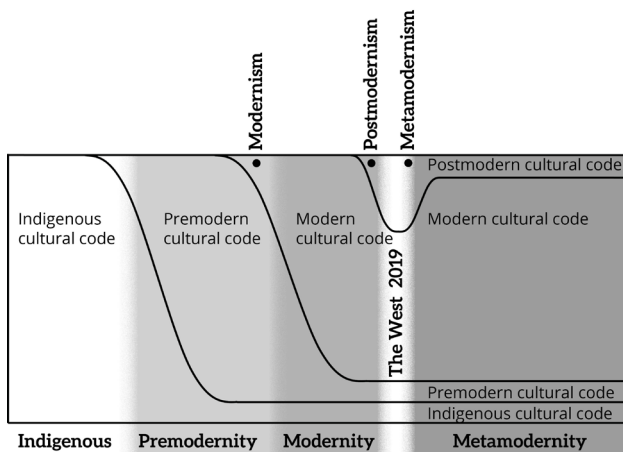 Modernism
Postmodernism
Metamodernism
Postmodern cultural code
Indigenous
cultural code
Premodern
cultural code
Modern
cultural code
Modern cultural code
The West 2019
Premodern cultural code
Indigenous cultural code
Indigenous
Premodernity
Modernity
Metamodernity